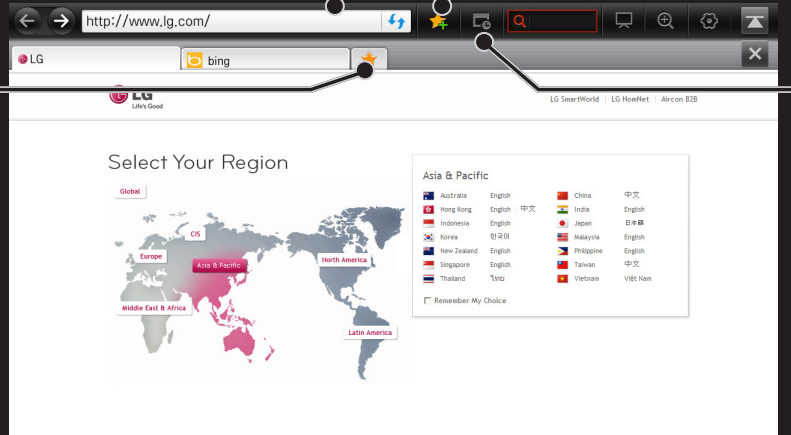 http://www.lg.com/
LG
bing
LG
Life's Good
LG SmartWorld | LG HomNet | Aircon B2B
Select Your Region
Global
CIS
Europe
Asia & Pacific
North America
Middle East & Africa
Latin America
Asia & Pacific
Australia English China 中文
Hong Kong English | 中文 India English
Indonesia English Japan 日本語
Korea 한국어 Malaysia English
New Zealand English Philippine English
Singapore English Taiwan 中文
Thailand ไทย Vietnam Việt Nam
Remember My Choice